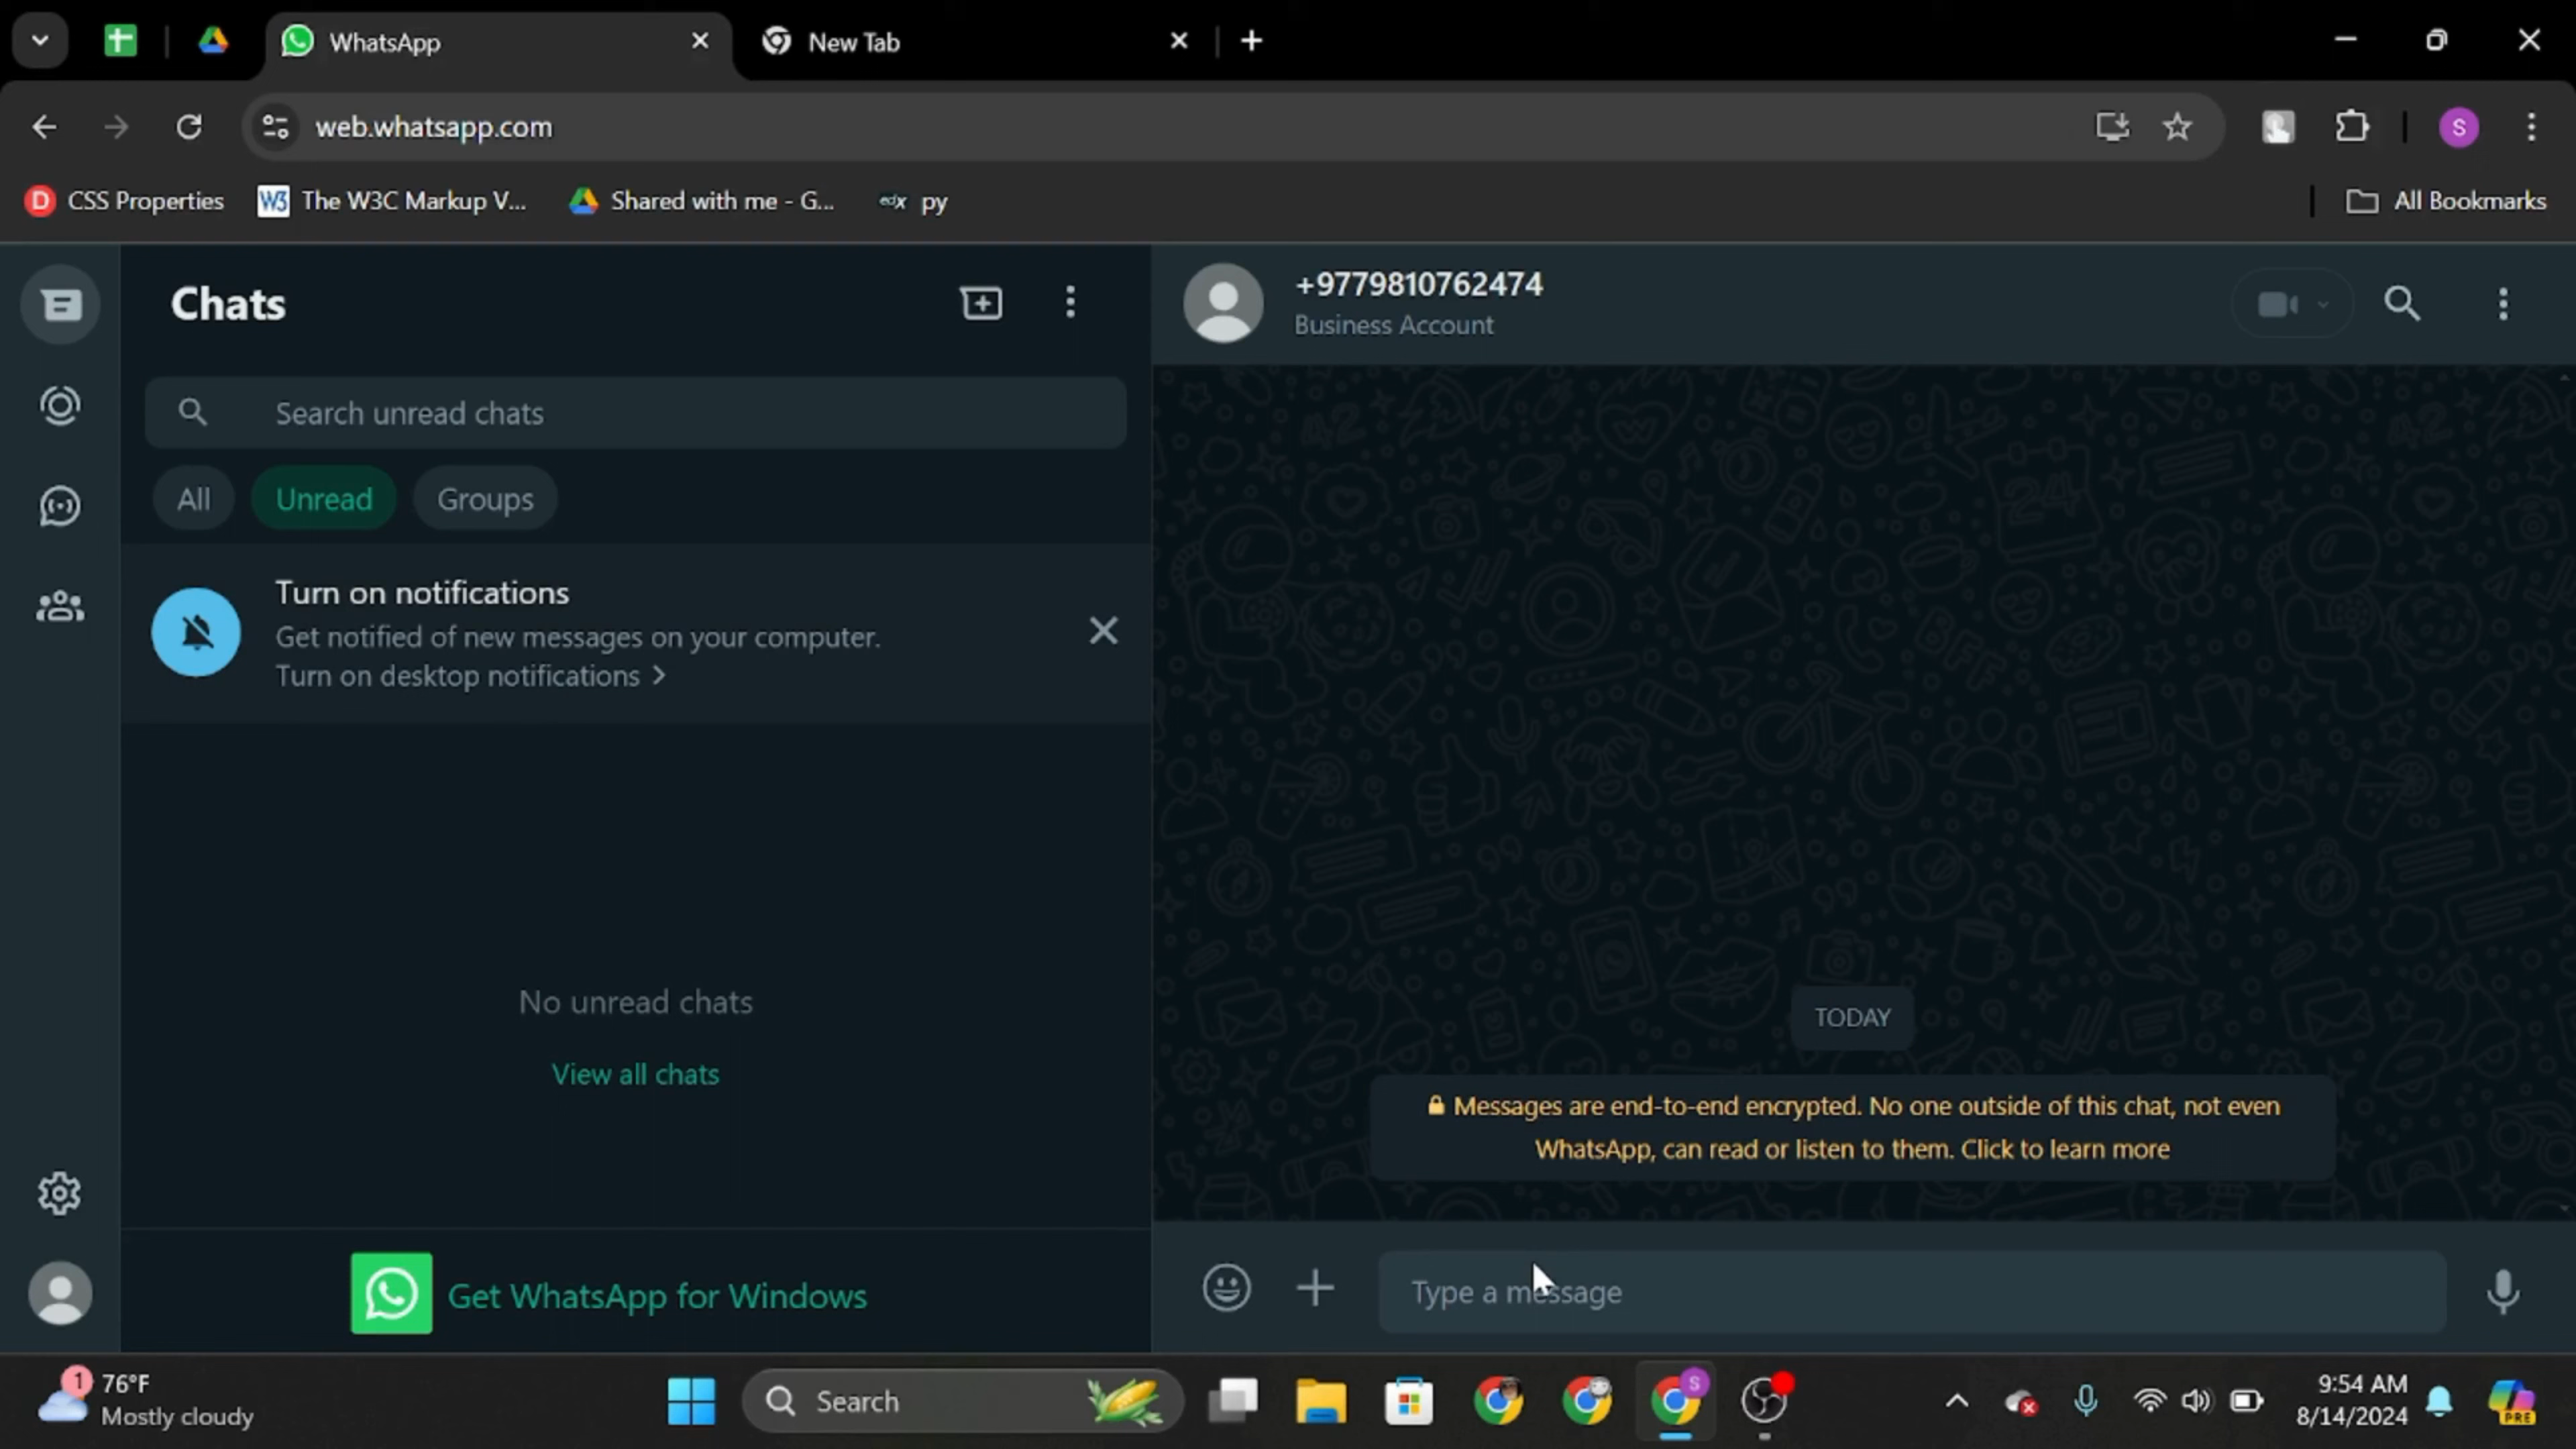 WhatsApp
New Tab
web.whatsapp.com
S
CSS Properties
The W3C Markup V...
Shared with me - G...
edx py
All Bookmarks
Chats
Search unread chats
All Unread Groups
Turn on notifications
Get notified of new messages on your computer.
Turn on desktop notifications >
No unread chats
View all chats
Get WhatsApp for Windows
+9779810762474
Business Account
TODAY
Messages are end-to-end encrypted. No one outside of this chat, not even
WhatsApp, can read or listen to them. Click to learn more
Type a message
1
76°F
Mostly cloudy
Search
S
9:54 AM
8/14/2024
PRE